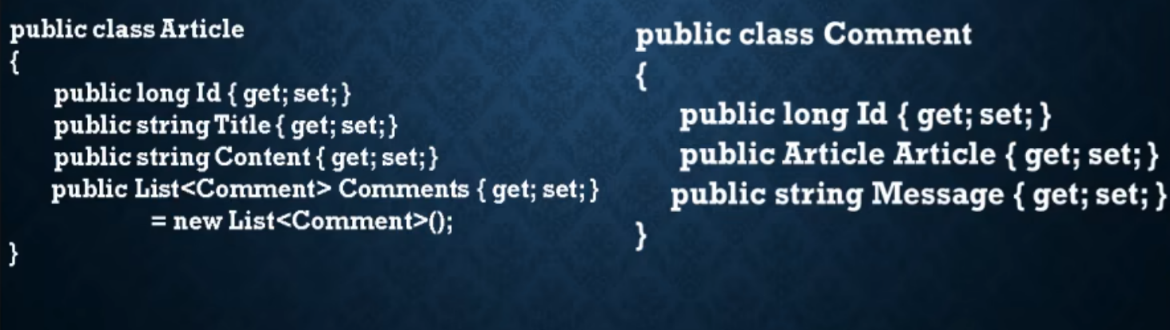 public class Article
{
public long Id { get; set; }
public string Title { get; set; }
public string Content { get; set; }
public List<Comment> Comments { get; set; }
= new List<Comment>();
}
public class Comment
{
public long Id { get; set; }
public Article Article { get; set; }
public string Message { get; set; }
}